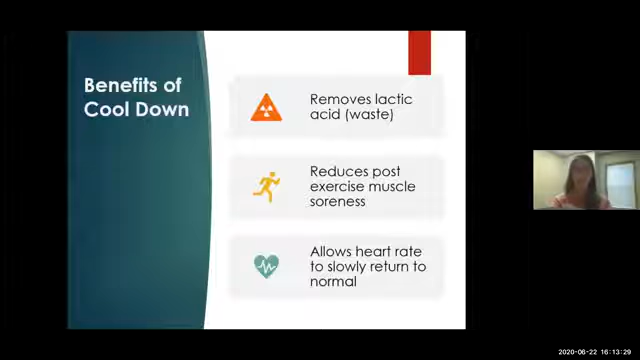 Benefits of
Cool Down
Removes lactic
acid (waste)
Reduces post
exercise muscle
soreness
Allows heart rate
to slowly return to
normal
2020-06-22 16:13:29